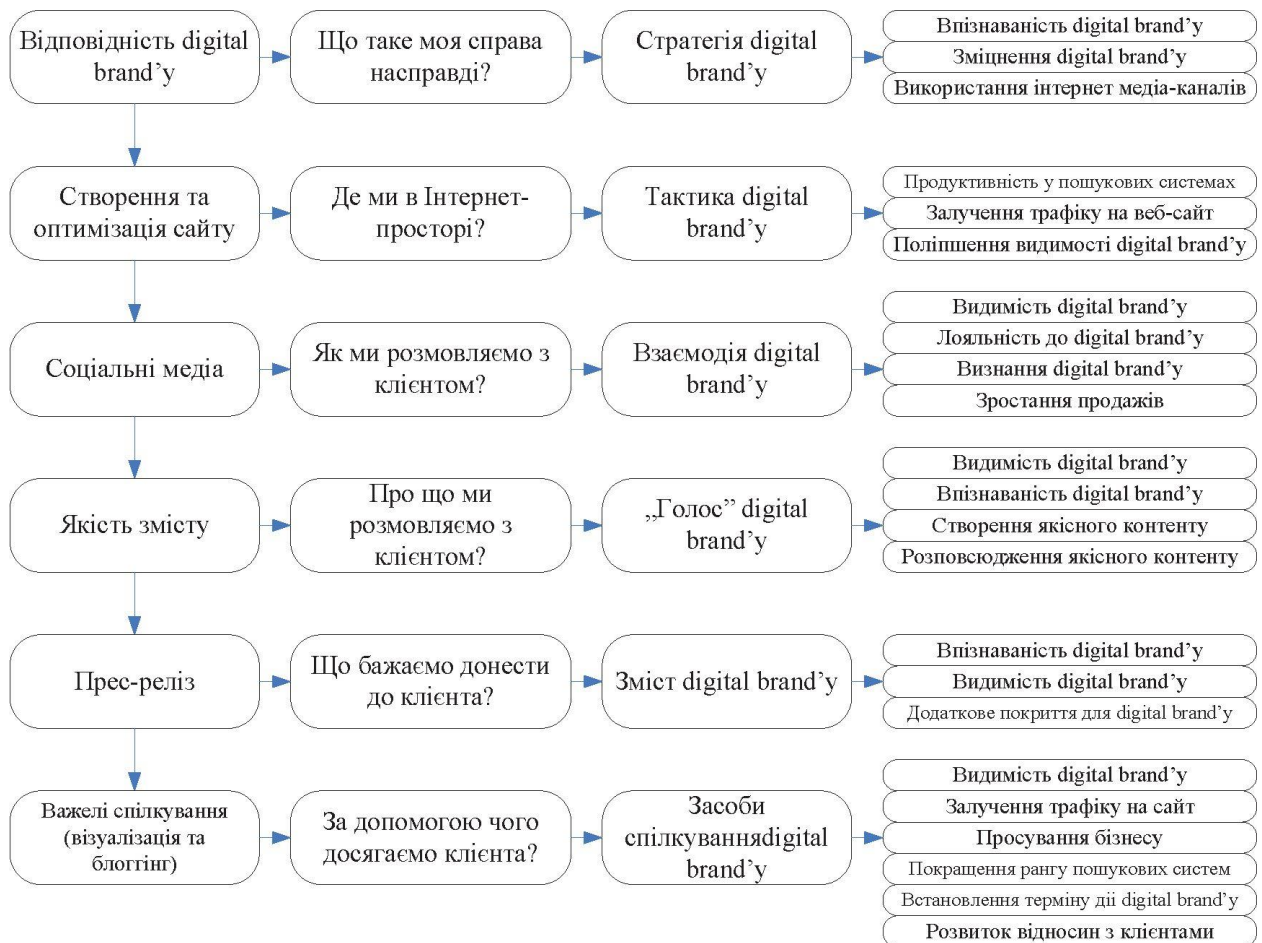 Відповідність digital
brand’у
Що таке моя справа
насправді?
Стратегія digital
brand’у
Впізнаваність digital brand’у
Зміцнення digital brand’у
Використання інтернет медіа-каналів
Створення та
оптимізація сайту
Де ми в Інтернет-
просторі?
Тактика digital
brand’у
Продуктивність у пошукових системах
Залучення трафіку на веб-сайт
Поліпшення видимості digital brand’у
Соціальні медіа
Як ми розмовляємо з
клієнтом?
Взаємодія digital
brand’у
Видимість digital brand’у
Лояльність до digital brand’у
Визнання digital brand’у
Зростання продажів
Якість змісту
Про що ми
розмовляємо з
клієнтом?
„Голос” digital
brand’у
Видимість digital brand’у
Впізнаваність digital brand’у
Створення якісного контенту
Розповсюдження якісного контенту
Прес-реліз
Що бажаємо донести
до клієнта?
Зміст digital brand’у
Впізнаваність digital brand’у
Видимість digital brand’у
Додаткове покриття для digital brand’у
Важелі спілкування
(візуалізація та
блоггінг)
За допомогою чого
досягаємо клієнта?
Засоби
спілкуванняdigital
brand’у
Видимість digital brand’у
Залучення трафіку на сайт
Просування бізнесу
Покращення рангу пошукових систем
Встановлення терміну дії digital brand’у
Розвиток відносин з клієнтами